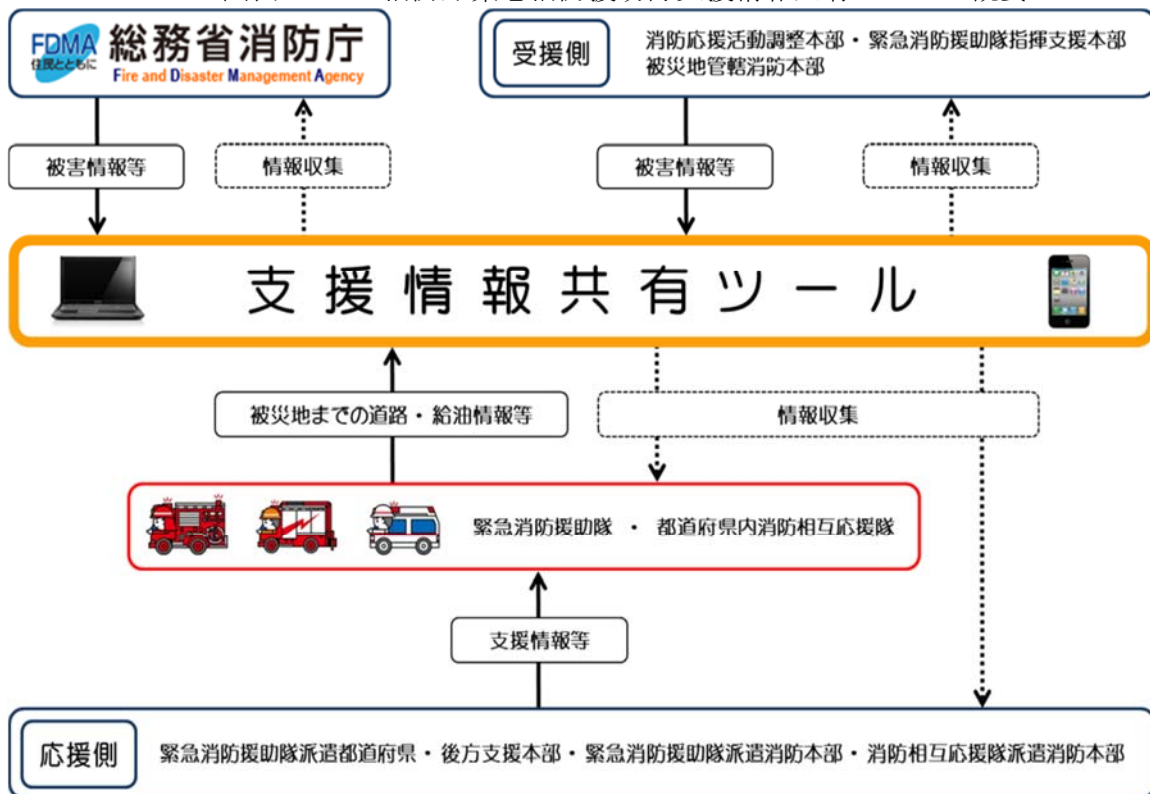 FDMA
住民とともに
総務省消防庁
Fire and Disaster Management Agency
受援側
消防応援活動調整本部・緊急消防援助隊指揮支援本部
被災地管轄消防本部
被害情報等
情報収集
被害情報等
情報収集
支援情報共有ツール
被災地までの道路・給油情報等
情報収集
緊急消防援助隊 ・ 都道府県内消防相互応援隊
支援情報等
応援側
緊急消防援助隊派遣都道府県・後方支援本部・緊急消防援助隊派遣消防本部・消防相互応援隊派遣消防本部